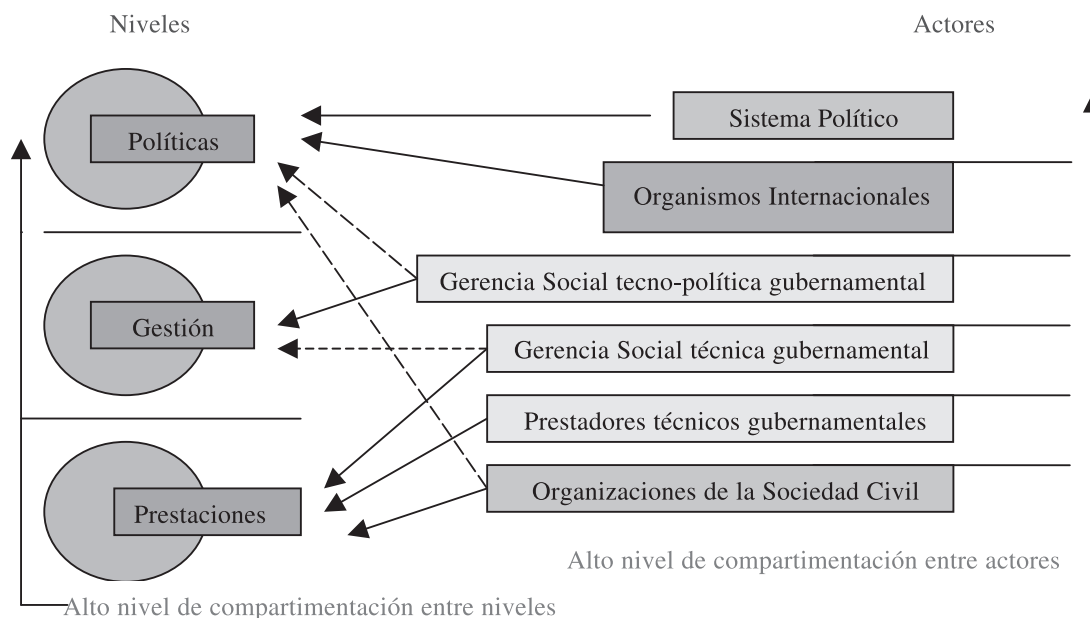 Niveles
Actores
Políticas
Sistema Político
Organismos Internacionales
Gerencia Social tecno-política gubernamental
Gestión
Gerencia Social técnica gubernamental
Prestadores técnicos gubernamentales
Prestaciones
Organizaciones de la Sociedad Civil
Alto nivel de compartimentación entre actores
Alto nivel de compartimentación entre niveles